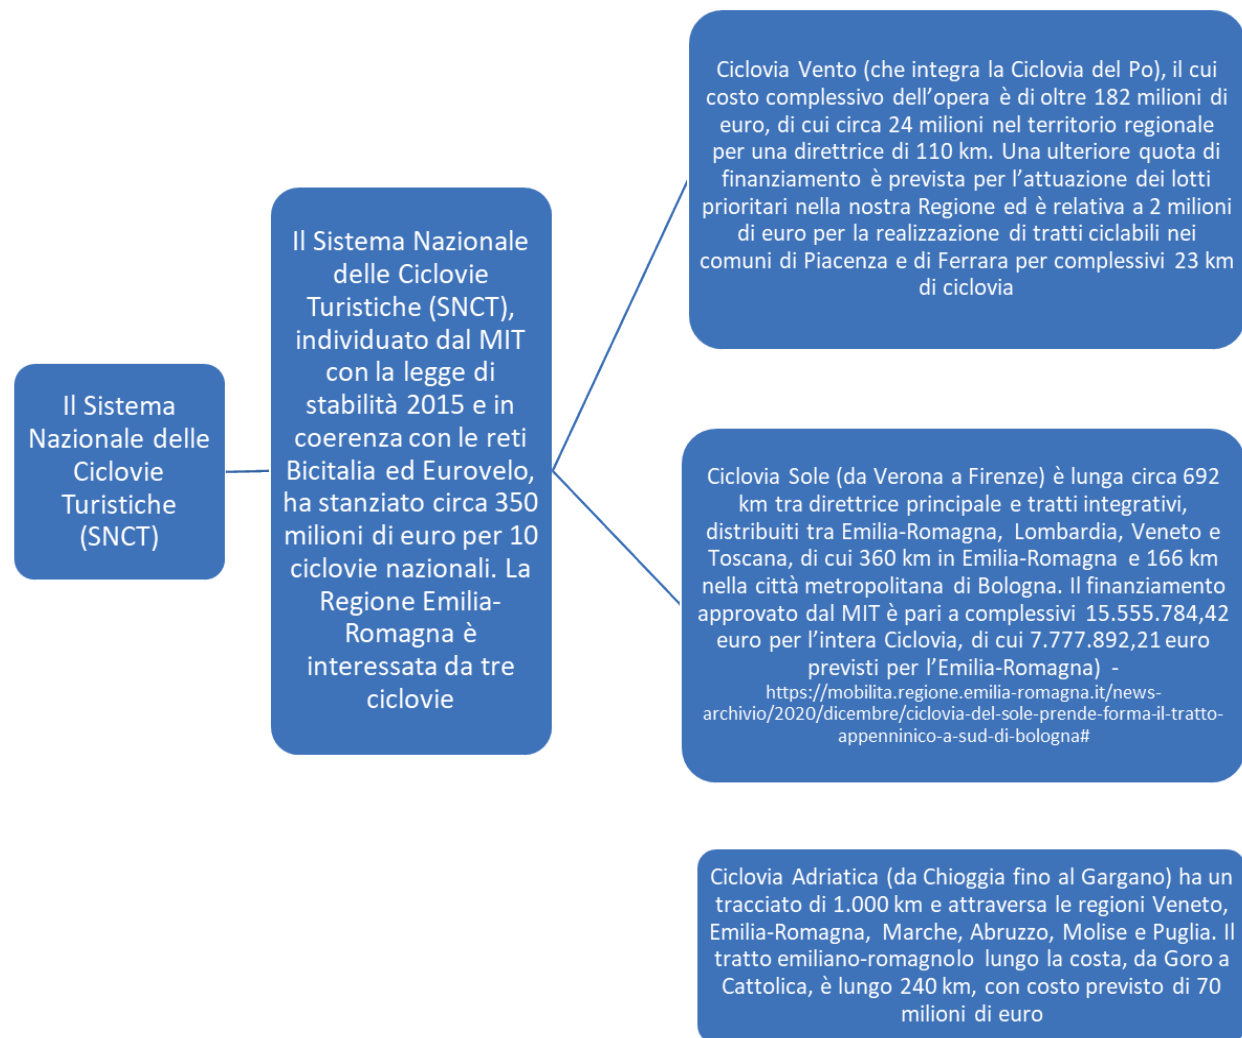 Il Sistema
Nazionale delle
Ciclovie
Turistiche
(SNCT)
Il Sistema Nazionale
delle Ciclovie
Turistiche (SNCT),
individuato dal MIT
con la legge di
stabilità 2015 e in
coerenza con le reti
Bicitalia ed Eurovelo,
ha stanziato circa 350
milioni di euro per 10
ciclovie nazionali. La
Regione Emilia-
Romagna è
interessata da tre
ciclovie
Ciclovia Vento (che integra la Ciclovia del Po), il cui
costo complessivo dell’opera è di oltre 182 milioni di
euro, di cui circa 24 milioni nel territorio regionale
per una direttrice di 110 km. Una ulteriore quota di
finanziamento è prevista per l’attuazione dei lotti
prioritari nella nostra Regione ed è relativa a 2 milioni
di euro per la realizzazione di tratti ciclabili nei
comuni di Piacenza e di Ferrara per complessivi 23 km
di ciclovia
Ciclovia Sole (da Verona a Firenze) è lunga circa 692
km tra direttrice principale e tratti integrativi,
distribuiti tra Emilia-Romagna, Lombardia, Veneto e
Toscana, di cui 360 km in Emilia-Romagna e 166 km
nella città metropolitana di Bologna. Il finanziamento
approvato dal MIT è pari a complessivi 15.555.784,42
euro per l’intera Ciclovia, di cui 7.777.892,21 euro
previsti per l’Emilia-Romagna) -
https://mobilita.regione.emilia-romagna.it/news-
archivio/2020/dicembre/ciclovia-del-sole-prende-forma-il-tratto-
appenninico-a-sud-di-bologna#
Ciclovia Adriatica (da Chioggia fino al Gargano) ha un
tracciato di 1.000 km e attraversa le regioni Veneto,
Emilia-Romagna, Marche, Abruzzo, Molise e Puglia. Il
tratto emiliano-romagnolo lungo la costa, da Goro a
Cattolica, è lungo 240 km, con costo previsto di 70
milioni di euro